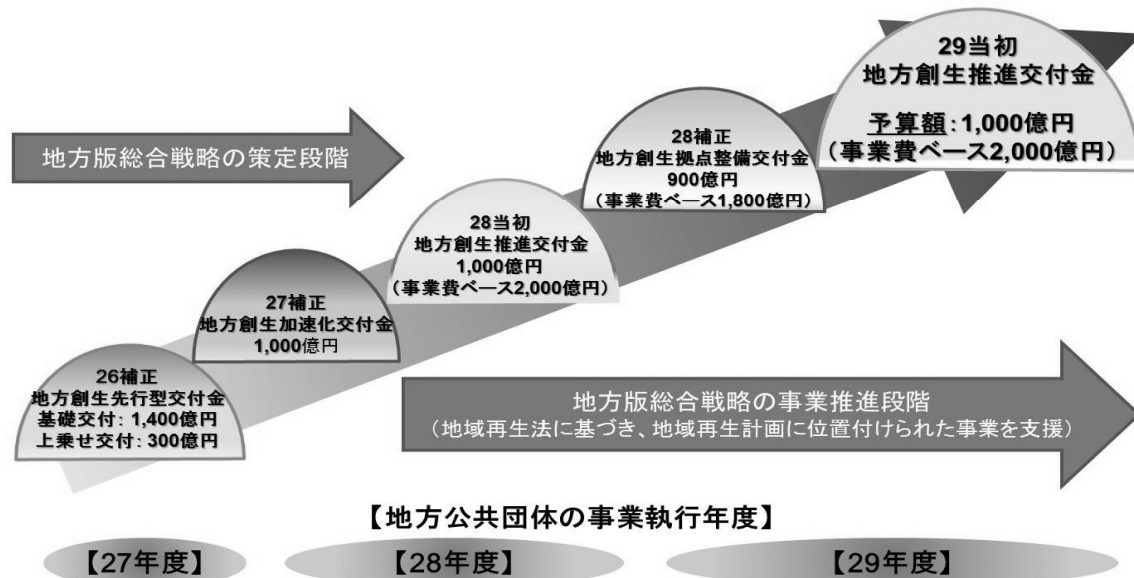 地方版総合戦略の策定段階
29当初
地方創生推進交付金
予算額:1,000億円
(事業費ベース2,000億円)
28補正
地方創生拠点整備交付金
900億円
(事業費ベース1,800億円)
28当初
地方創生推進交付金
1,000億円
(事業費ベース2,000億円)
27補正
地方創生加速化交付金
1,000億円
26補正
地方創生先行型交付金
基礎交付:1,400億円
上乗せ交付:300億円
地方版総合戦略の事業推進段階
(地域再生法に基づき、地域再生計画に位置付けられた事業を支援)
【地方公共団体の事業執行年度】
【27年度】
【28年度】
【29年度】